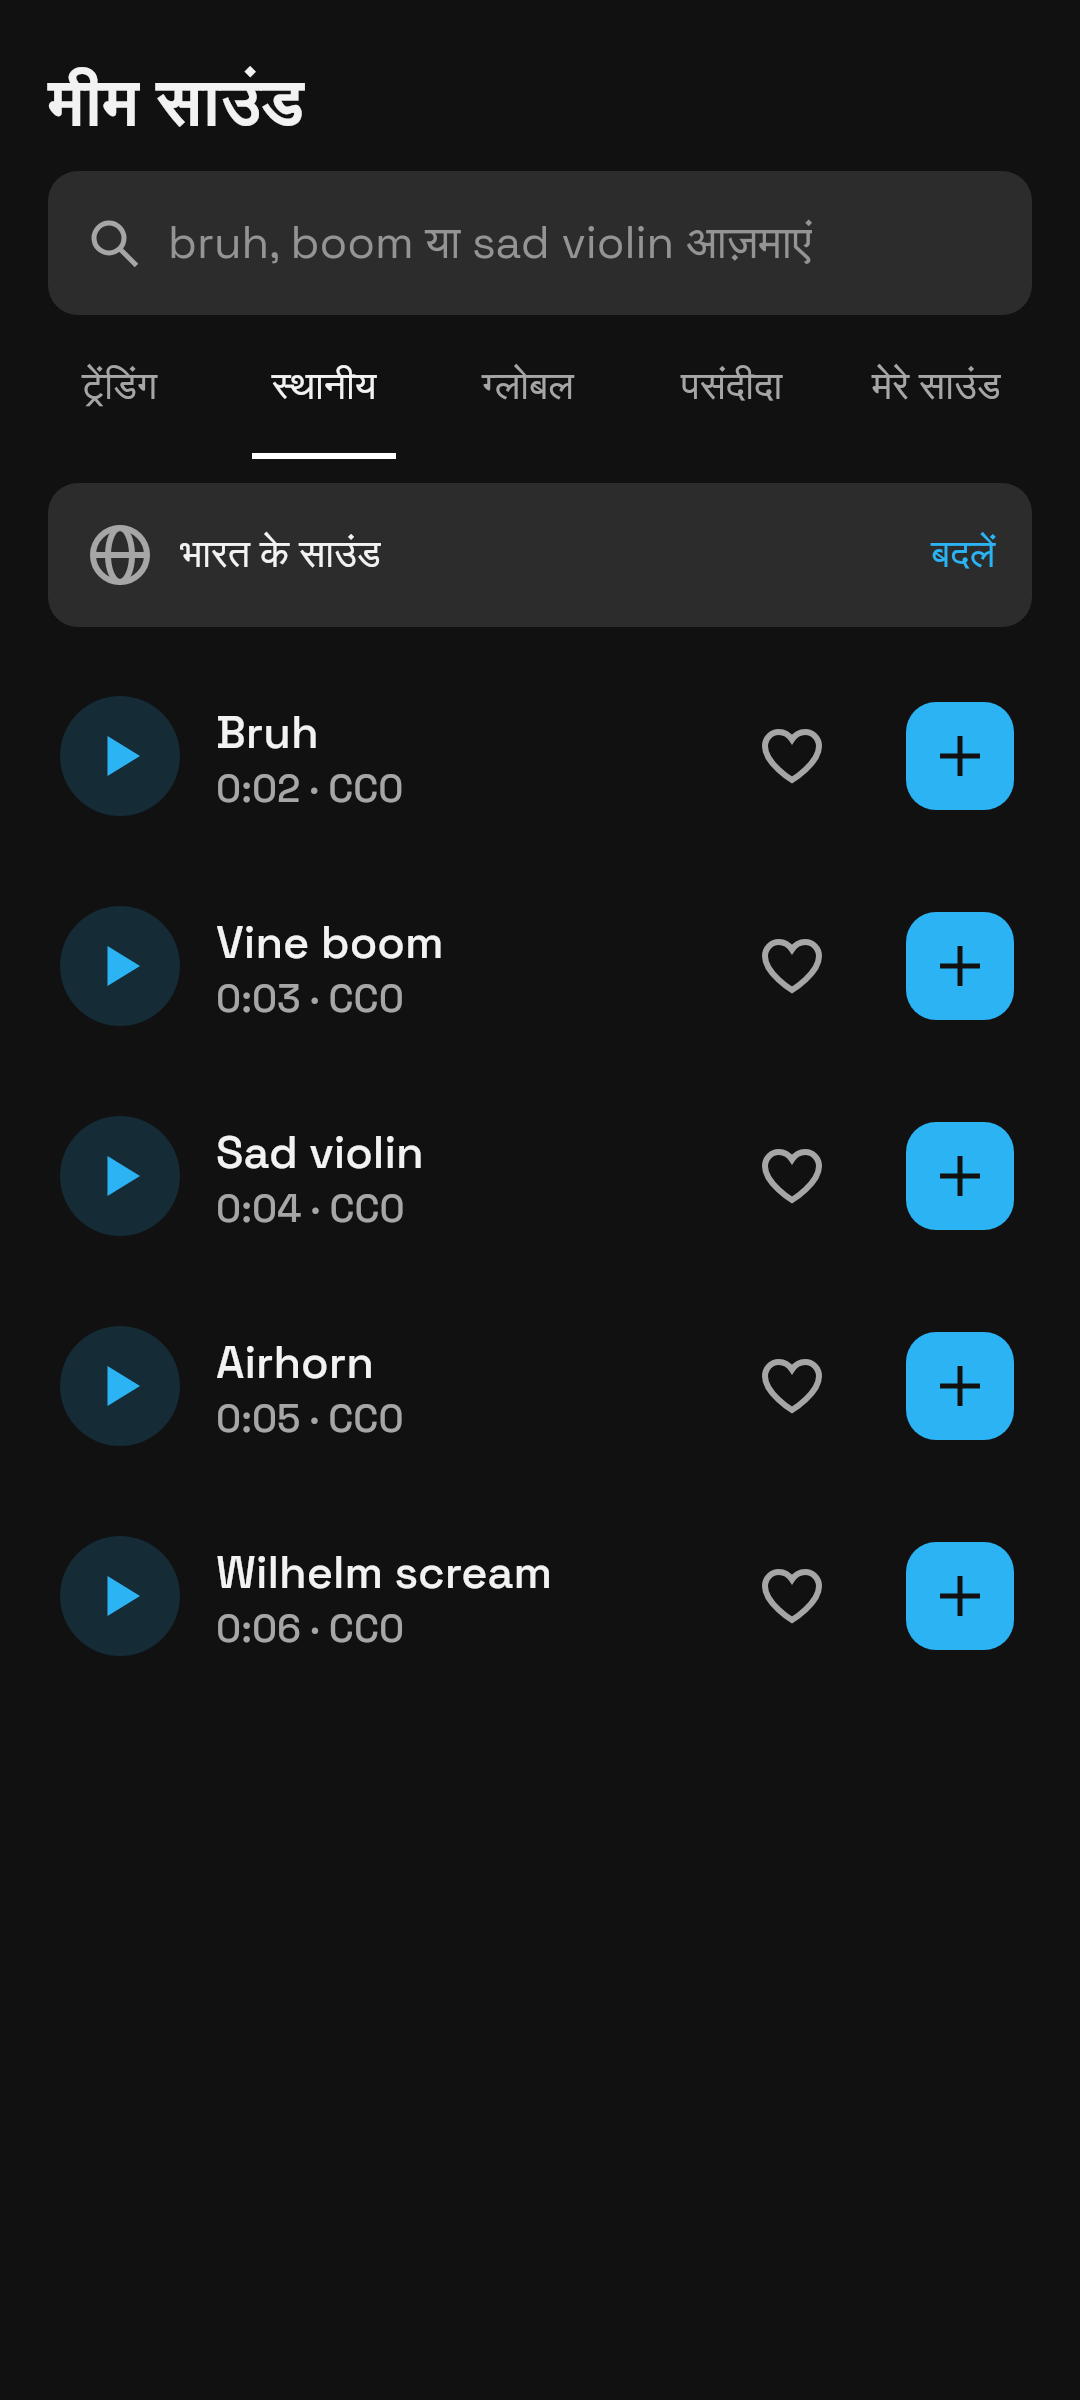 मीम साउंड
bruh, boom या sad violin आज़माएं
ट्रेंडिंग स्थानीय ग्लोबल पसंदीदा मेरे साउंड
भारत के साउंड बदलें
Bruh
0:02 · CC0
Vine boom
0:03 · CC0
Sad violin
0:04 · CC0
Airhorn
0:05 · CC0
Wilhelm scream
0:06 · CC0